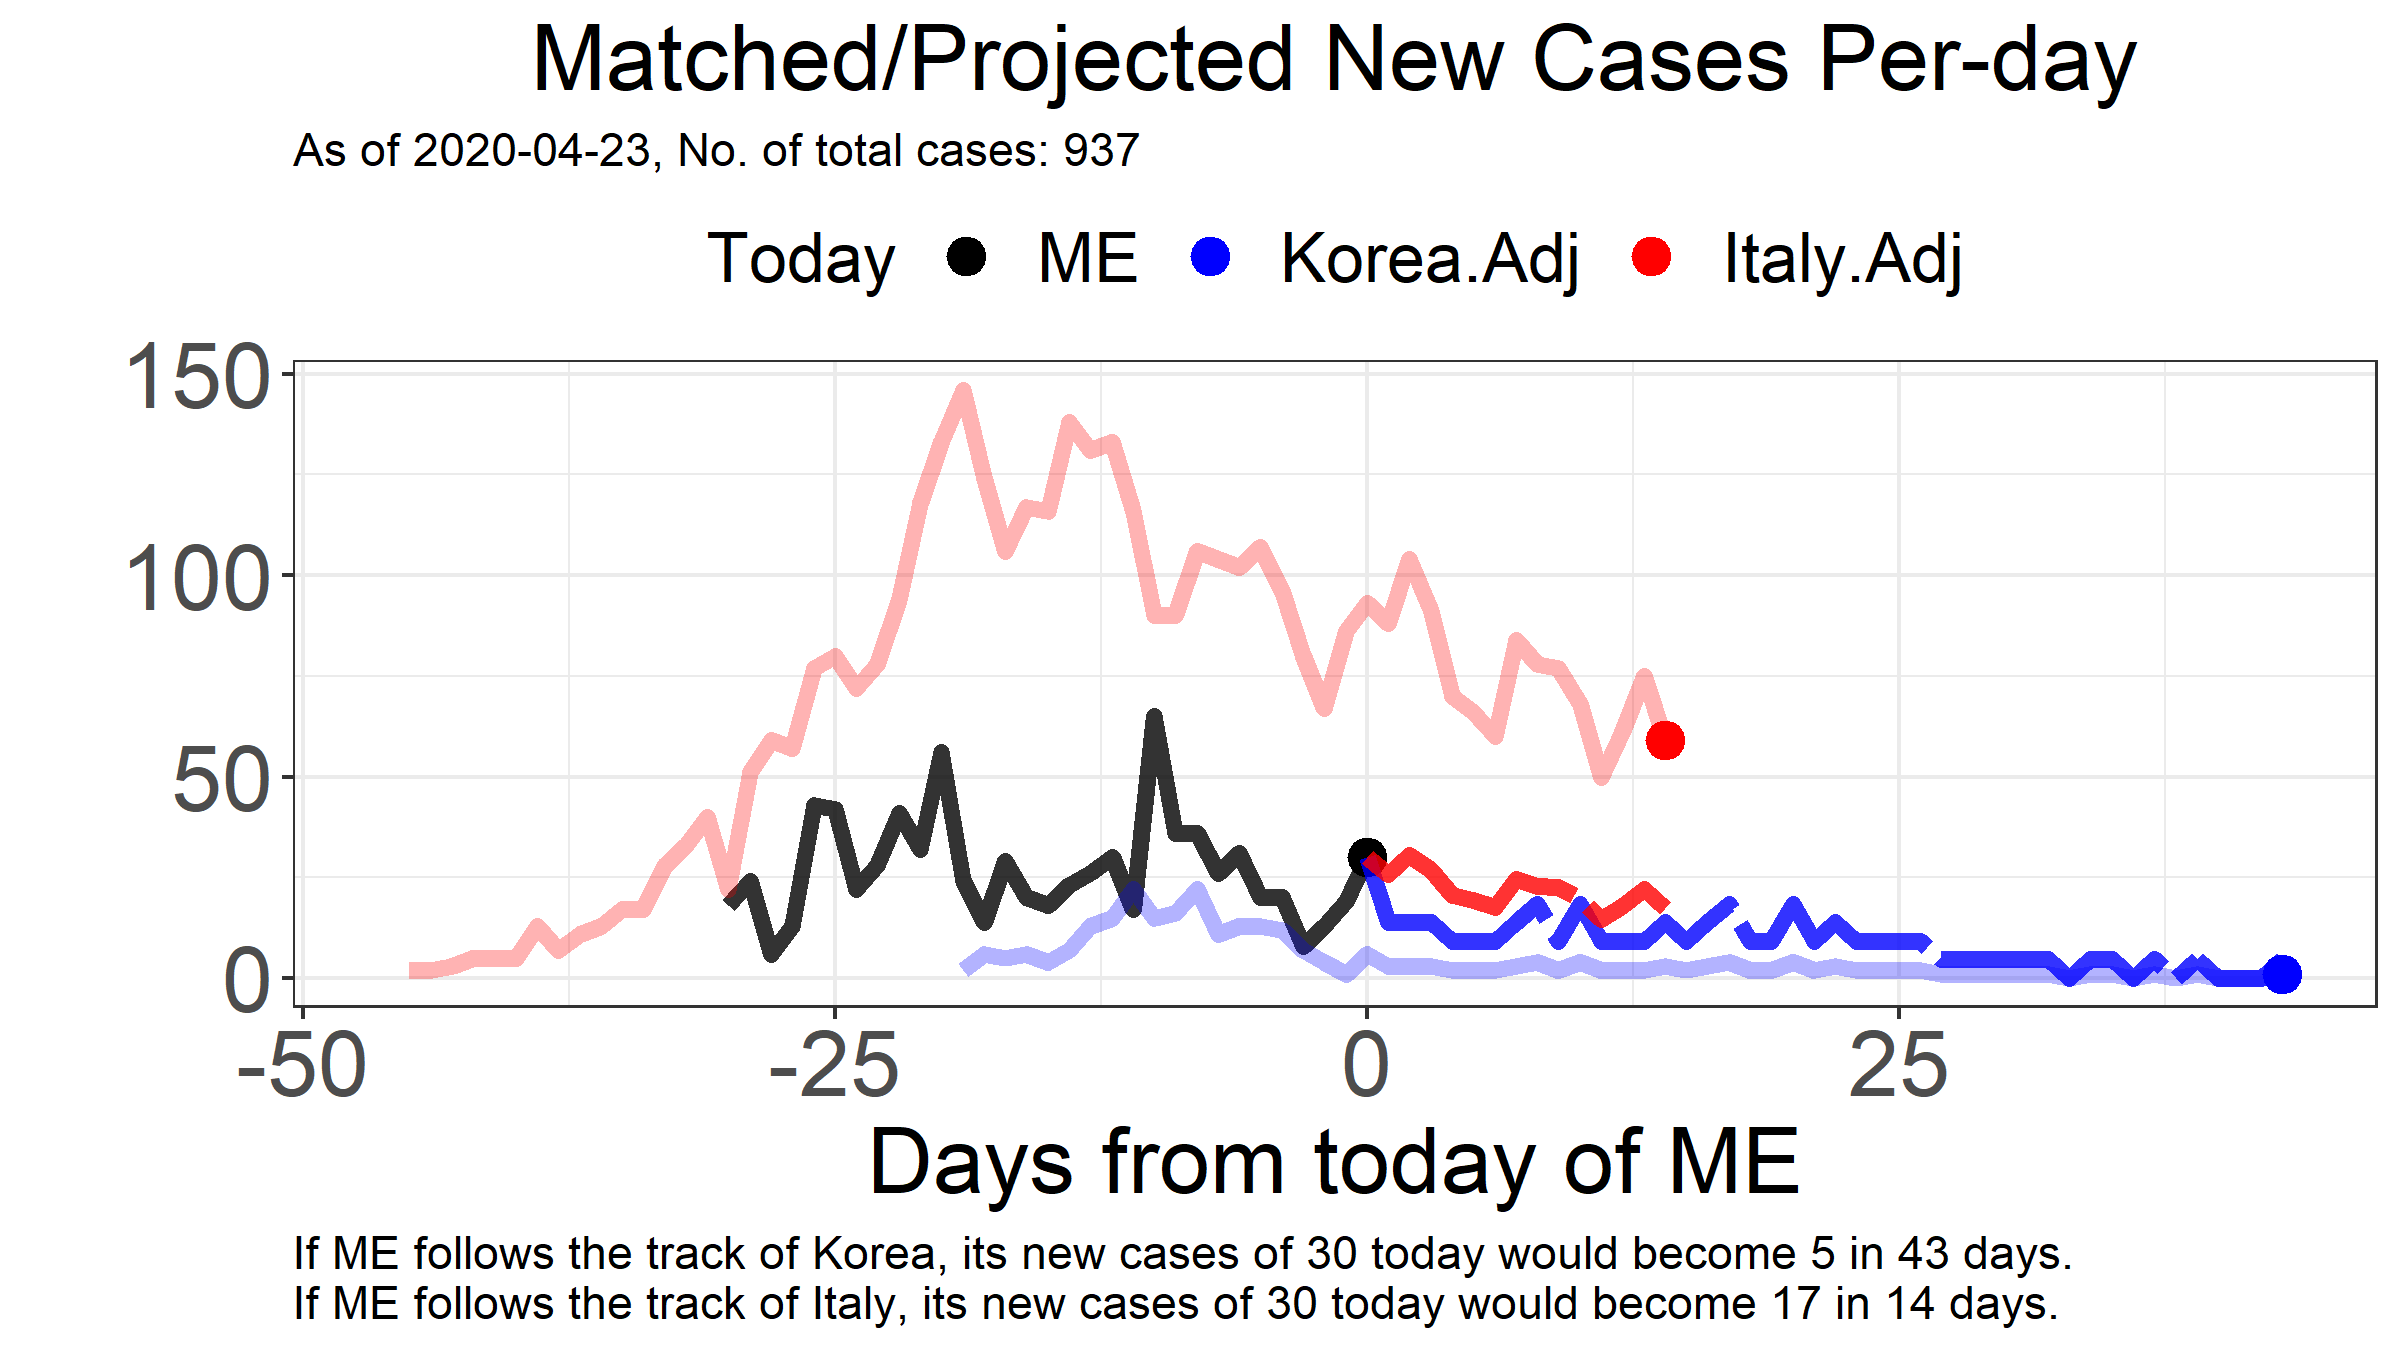 Matched/Projected New Cases Per-day
As of 2020-04-23, No. of total cases: 937
Today ME Korea.Adj Italy.Adj
150
100
50
0
-50 -25 0 25
Days from today of ME
If ME follows the track of Korea, its new cases of 30 today would become 5 in 43 days.
If ME follows the track of Italy, its new cases of 30 today would become 17 in 14 days.